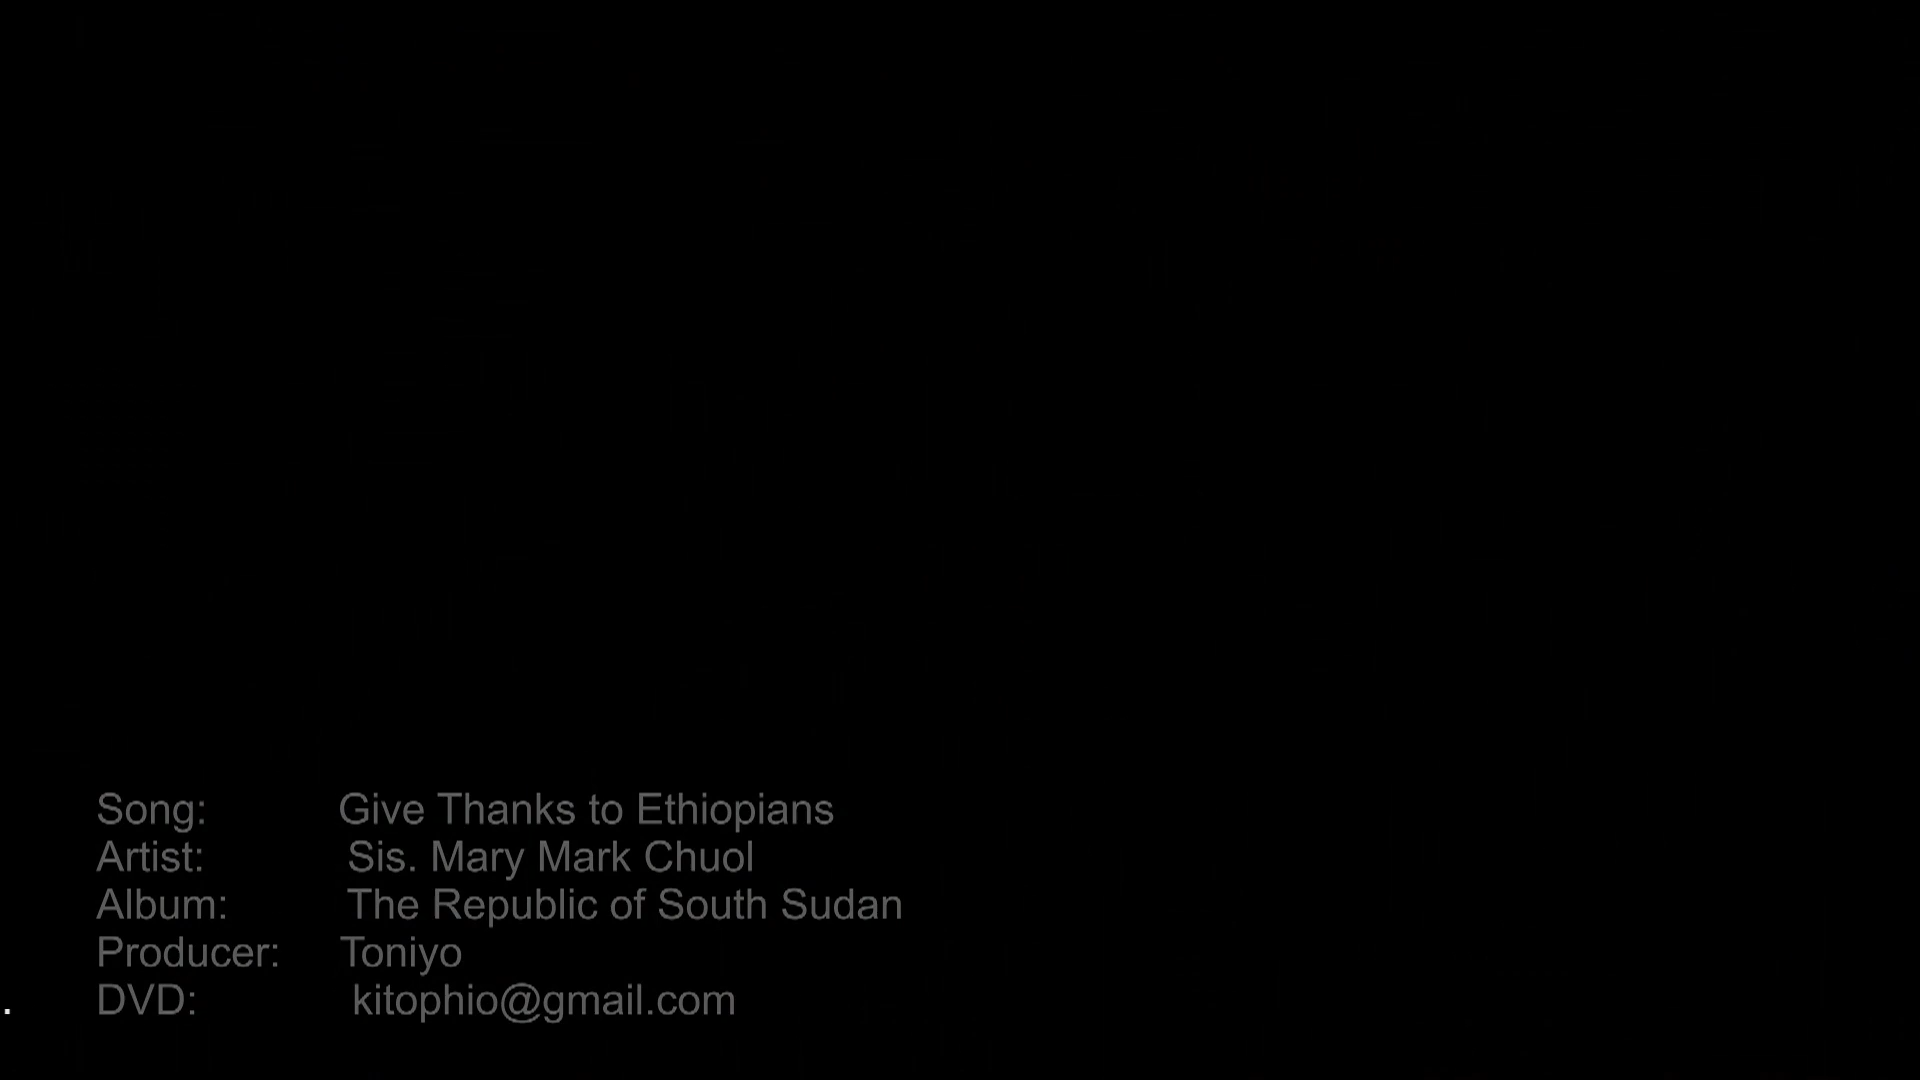 Song: Give Thanks to Ethiopians
Artist: Sis. Mary Mark Chuol
Album: The Republic of South Sudan
Producer: Toniyo
. DVD: kitophio@gmail.com